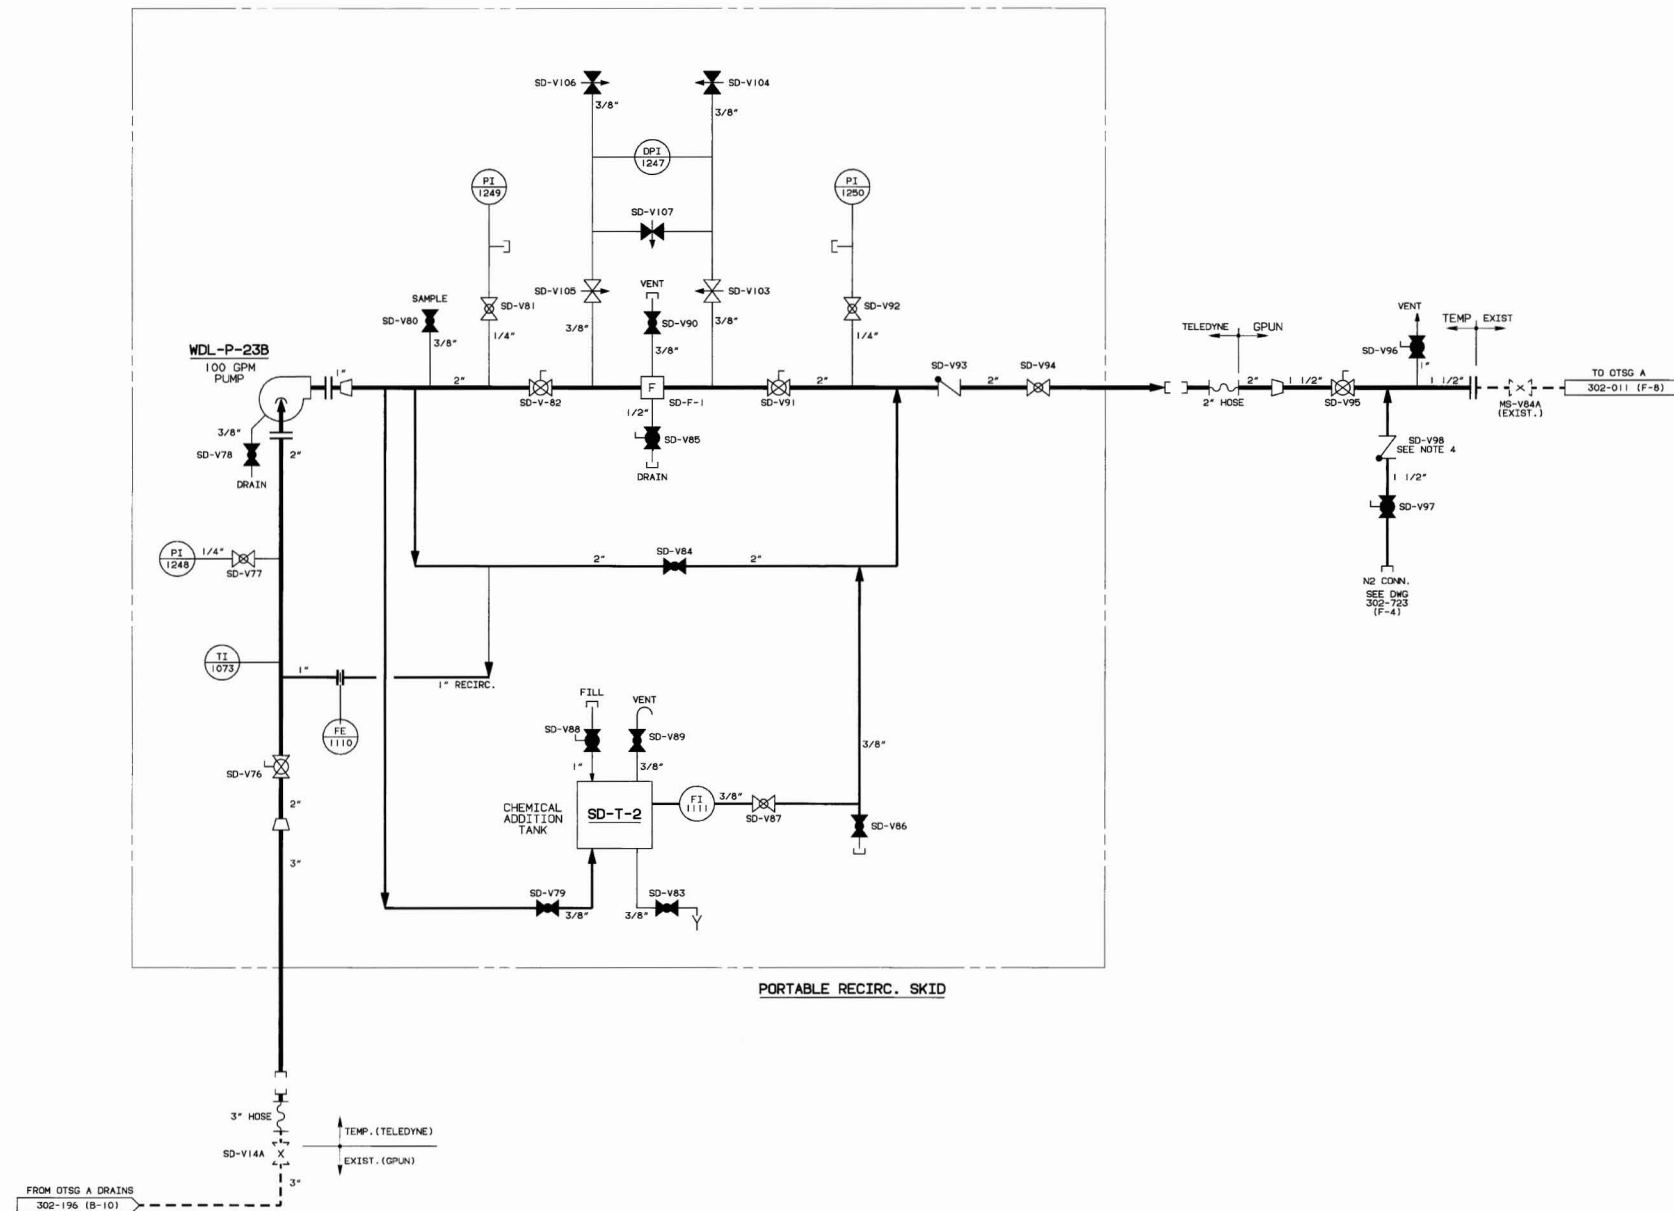 SD-V106
SD-V104
3/8"
3/8"
DPI
1247
PI
1249
PI
1250
SD-V107
SD-V105
SD-V103
VENT
SAMPLE
SD-V81
SD-V92
SD-V80
SD-V90
3/8"
1/4"
3/8"
3/8"
3/8"
1/4"
VENT
TELEDYNE
GPUN
TEMP
EXIST
SD-V96
WDL-P-23B
100 GPM
PUMP
1"
2"
SD-V-82
F
SD-F-1
SD-V91
2"
SD-V93
2"
SD-V94
2" HOSE
2"
1 1/2"
SD-V95
1"
1 1/2"
MS-V84A
(EXIST.)
TO OTSG A
302-011 (F-8)
3/8"
SD-V78
DRAIN
2"
1/2"
SD-V85
DRAIN
SD-V98
SEE NOTE 4
1 1/2"
SD-V97
N2 CONN.
SEE DWG
302-723
(F-4)
PI
1248
1/4"
SD-V77
2"
SD-V84
2"
TI
1073
1"
1" RECIRC.
FE
1110
FILL
VENT
SD-V88
SD-V89
1"
3/8"
3/8"
SD-V76
2"
3"
CHEMICAL
ADDITION
TANK
SD-T-2
FI
1111
3/8"
SD-V87
SD-V86
SD-V79
3/8"
3/8"
SD-V83
PORTABLE RECIRC. SKID
3" HOSE
TEMP. (TELEDYNE)
SD-V14A
EXIST. (GPUN)
3"
FROM OTSG A DRAINS
302-196 (B-10)